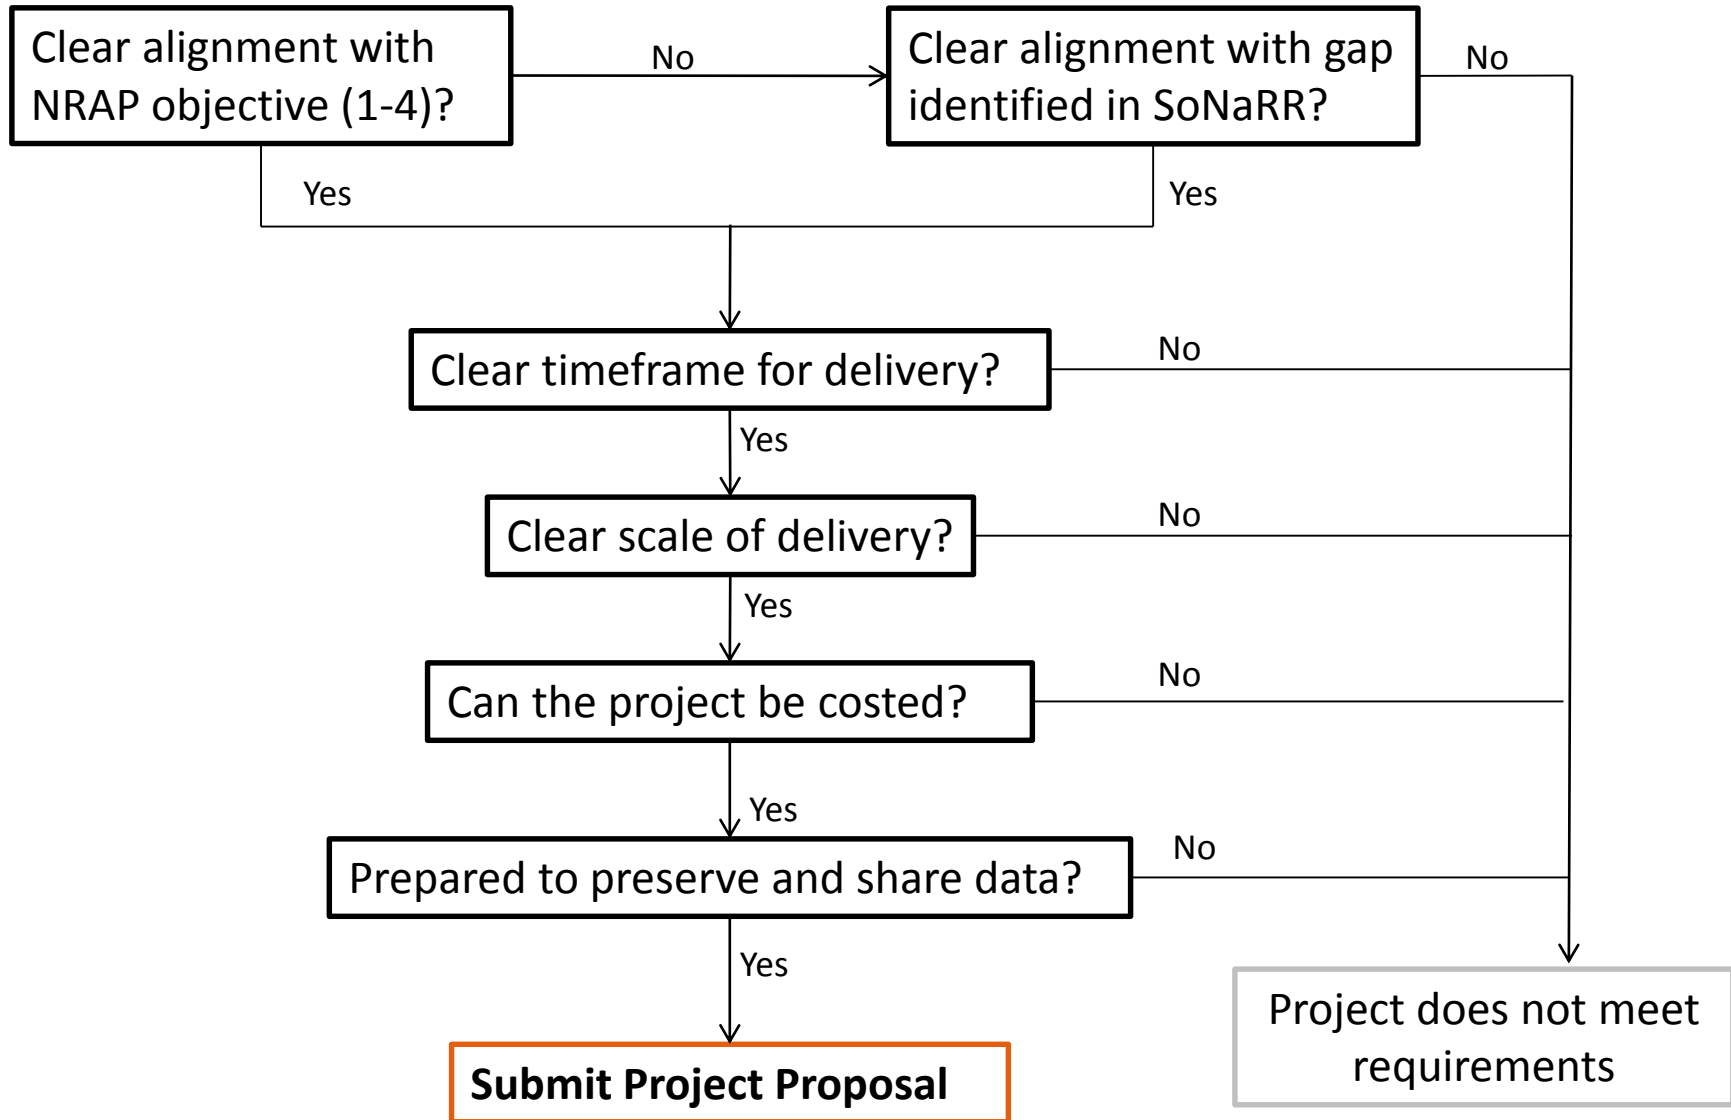 Clear alignment with
NRAP objective (1-4)?
No
Clear alignment with gap
identified in SoNaRR?
No
Yes
Yes
Clear timeframe for delivery?
No
Yes
Clear scale of delivery?
No
Yes
Can the project be costed?
No
Yes
Prepared to preserve and share data?
No
Yes
Project does not meet
requirements
Submit Project Proposal